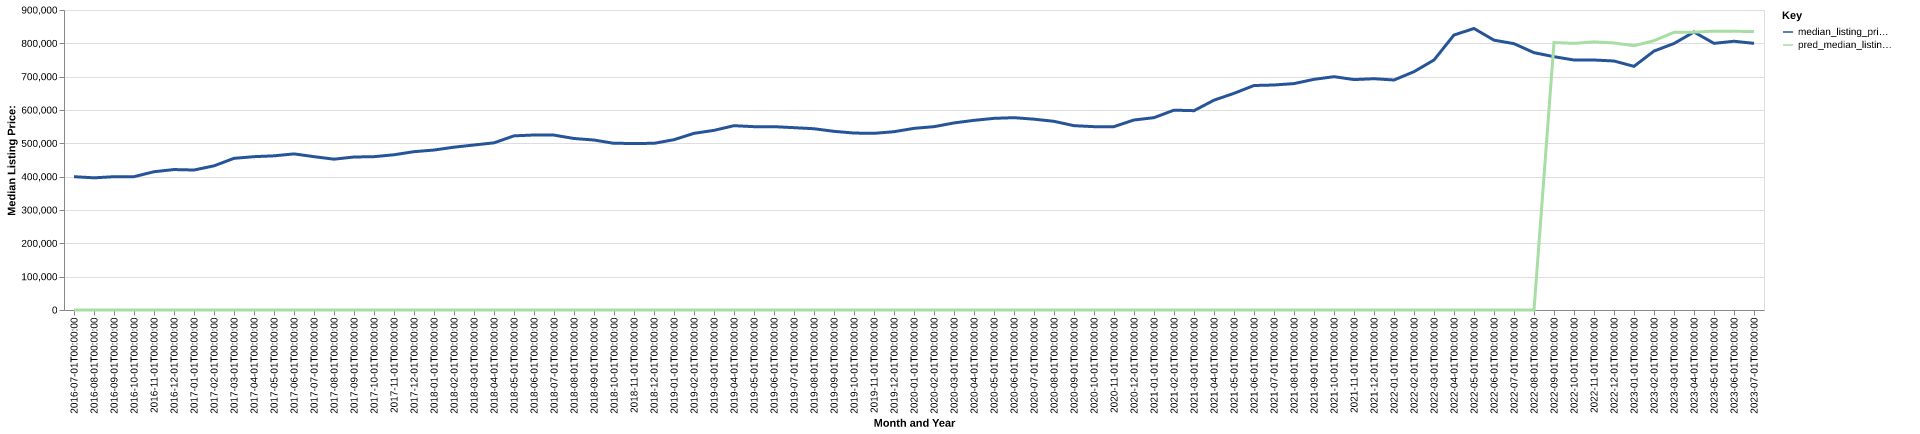 900,000
800,000
700,000
600,000
500,000
400,000
300,000
200,000
100,000
0
Median Listing Price:
2016-07-01T00:00:00
2016-08-01T00:00:00
2016-09-01T00:00:00
2016-10-01T00:00:00
2016-11-01T00:00:00
2016-12-01T00:00:00
2017-01-01T00:00:00
2017-02-01T00:00:00
2017-03-01T00:00:00
2017-04-01T00:00:00
2017-05-01T00:00:00
2017-06-01T00:00:00
2017-07-01T00:00:00
2017-08-01T00:00:00
2017-09-01T00:00:00
2017-10-01T00:00:00
2017-11-01T00:00:00
2017-12-01T00:00:00
2018-01-01T00:00:00
2018-02-01T00:00:00
2018-03-01T00:00:00
2018-04-01T00:00:00
2018-05-01T00:00:00
2018-06-01T00:00:00
2018-07-01T00:00:00
2018-08-01T00:00:00
2018-09-01T00:00:00
2018-10-01T00:00:00
2018-11-01T00:00:00
2018-12-01T00:00:00
2019-01-01T00:00:00
2019-02-01T00:00:00
2019-03-01T00:00:00
2019-04-01T00:00:00
2019-05-01T00:00:00
2019-06-01T00:00:00
2019-07-01T00:00:00
2019-08-01T00:00:00
2019-09-01T00:00:00
2019-10-01T00:00:00
2019-11-01T00:00:00
2019-12-01T00:00:00
2020-01-01T00:00:00
2020-02-01T00:00:00
2020-03-01T00:00:00
2020-04-01T00:00:00
2020-05-01T00:00:00
2020-06-01T00:00:00
2020-07-01T00:00:00
2020-08-01T00:00:00
2020-09-01T00:00:00
2020-10-01T00:00:00
2020-11-01T00:00:00
2020-12-01T00:00:00
2021-01-01T00:00:00
2021-02-01T00:00:00
2021-03-01T00:00:00
2021-04-01T00:00:00
2021-05-01T00:00:00
2021-06-01T00:00:00
2021-07-01T00:00:00
2021-08-01T00:00:00
2021-09-01T00:00:00
2021-10-01T00:00:00
2021-11-01T00:00:00
2021-12-01T00:00:00
2022-01-01T00:00:00
2022-02-01T00:00:00
2022-03-01T00:00:00
2022-04-01T00:00:00
2022-05-01T00:00:00
2022-06-01T00:00:00
2022-07-01T00:00:00
2022-08-01T00:00:00
2022-09-01T00:00:00
2022-10-01T00:00:00
2022-11-01T00:00:00
2022-12-01T00:00:00
2023-01-01T00:00:00
2023-02-01T00:00:00
2023-03-01T00:00:00
2023-04-01T00:00:00
2023-05-01T00:00:00
2023-06-01T00:00:00
2023-07-01T00:00:00
Month and Year
Key
median_listing_pri…
pred_median_listin…